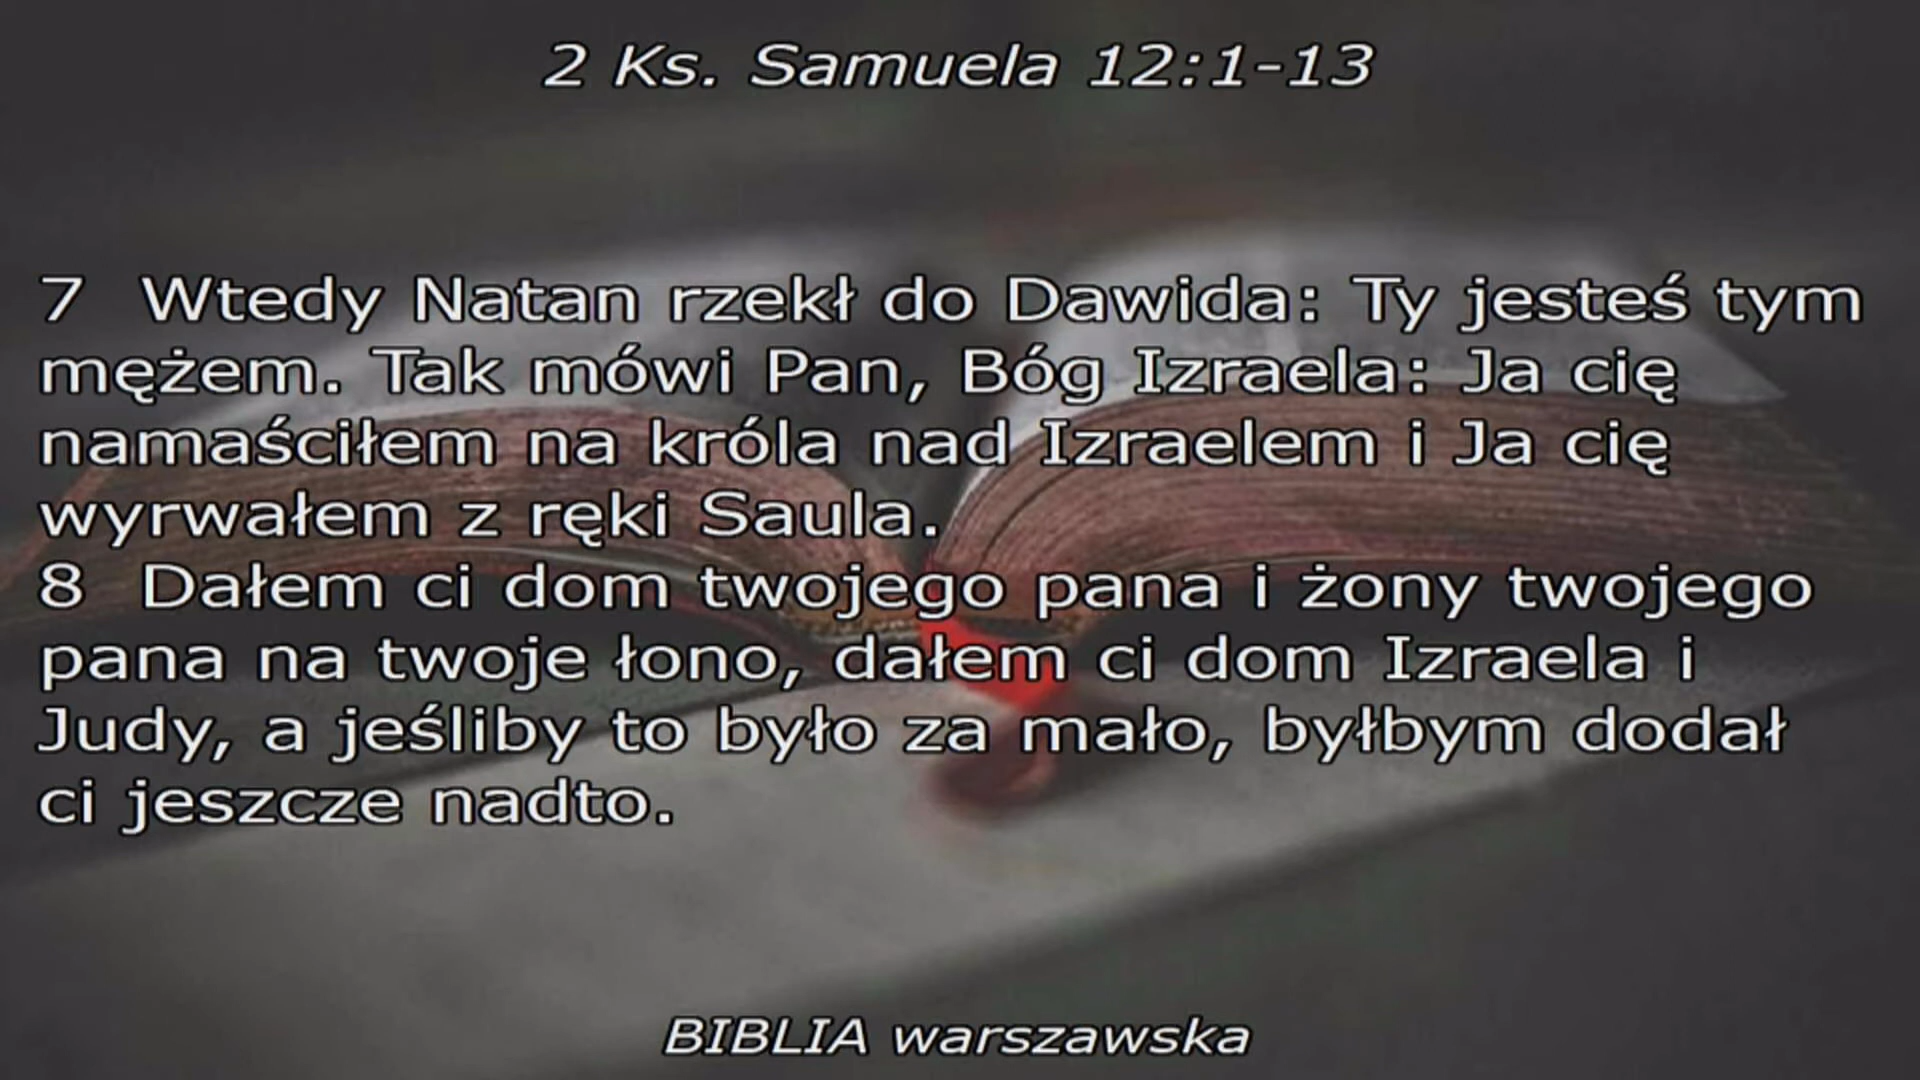 2 Ks. Samuela 12:1-13
7 Wtedy Natan rzekł do Dawida: Ty jesteś tym
mężem. Tak mówi Pan, Bóg Izraela: Ja cię
namaściłem na króla nad Izraelem i Ja cię
wyrwałem z ręki Saula.
8 Dałem ci dom twojego pana i żony twojego
pana na twoje łono, dałem ci dom Izraela i
Judy, a jeśliby to było za mało, byłbym dodał
ci jeszcze nadto.
BIBLIA warszawska